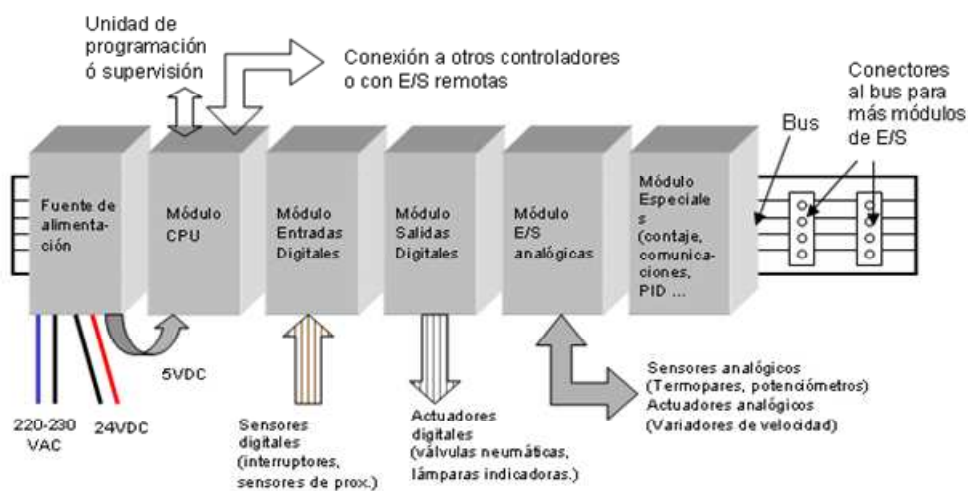 Unidad de
programación
ó supervisión
Conexión a otros controladores
o con E/S remotas
Conectores
al bus para
más módulos
de E/S
Bus
Fuente de
alimenta-
ción
Módulo
CPU
Módulo
Entradas
Digitales
Módulo
Salidas
Digitales
Módulo
E/S
analógicas
Módulo
Especiale
s
(contaje,
comunica-
ciones,
PID ...
5VDC
220-230
VAC
24VDC
Sensores
digitales
(interruptores,
sensores de prox.)
Actuadores
digitales
(válvulas neumáticas,
lámparas indicadoras.)
Sensores analógicos
(Termopares, potenciómetros)
Actuadores analógicos
(Variadores de velocidad)